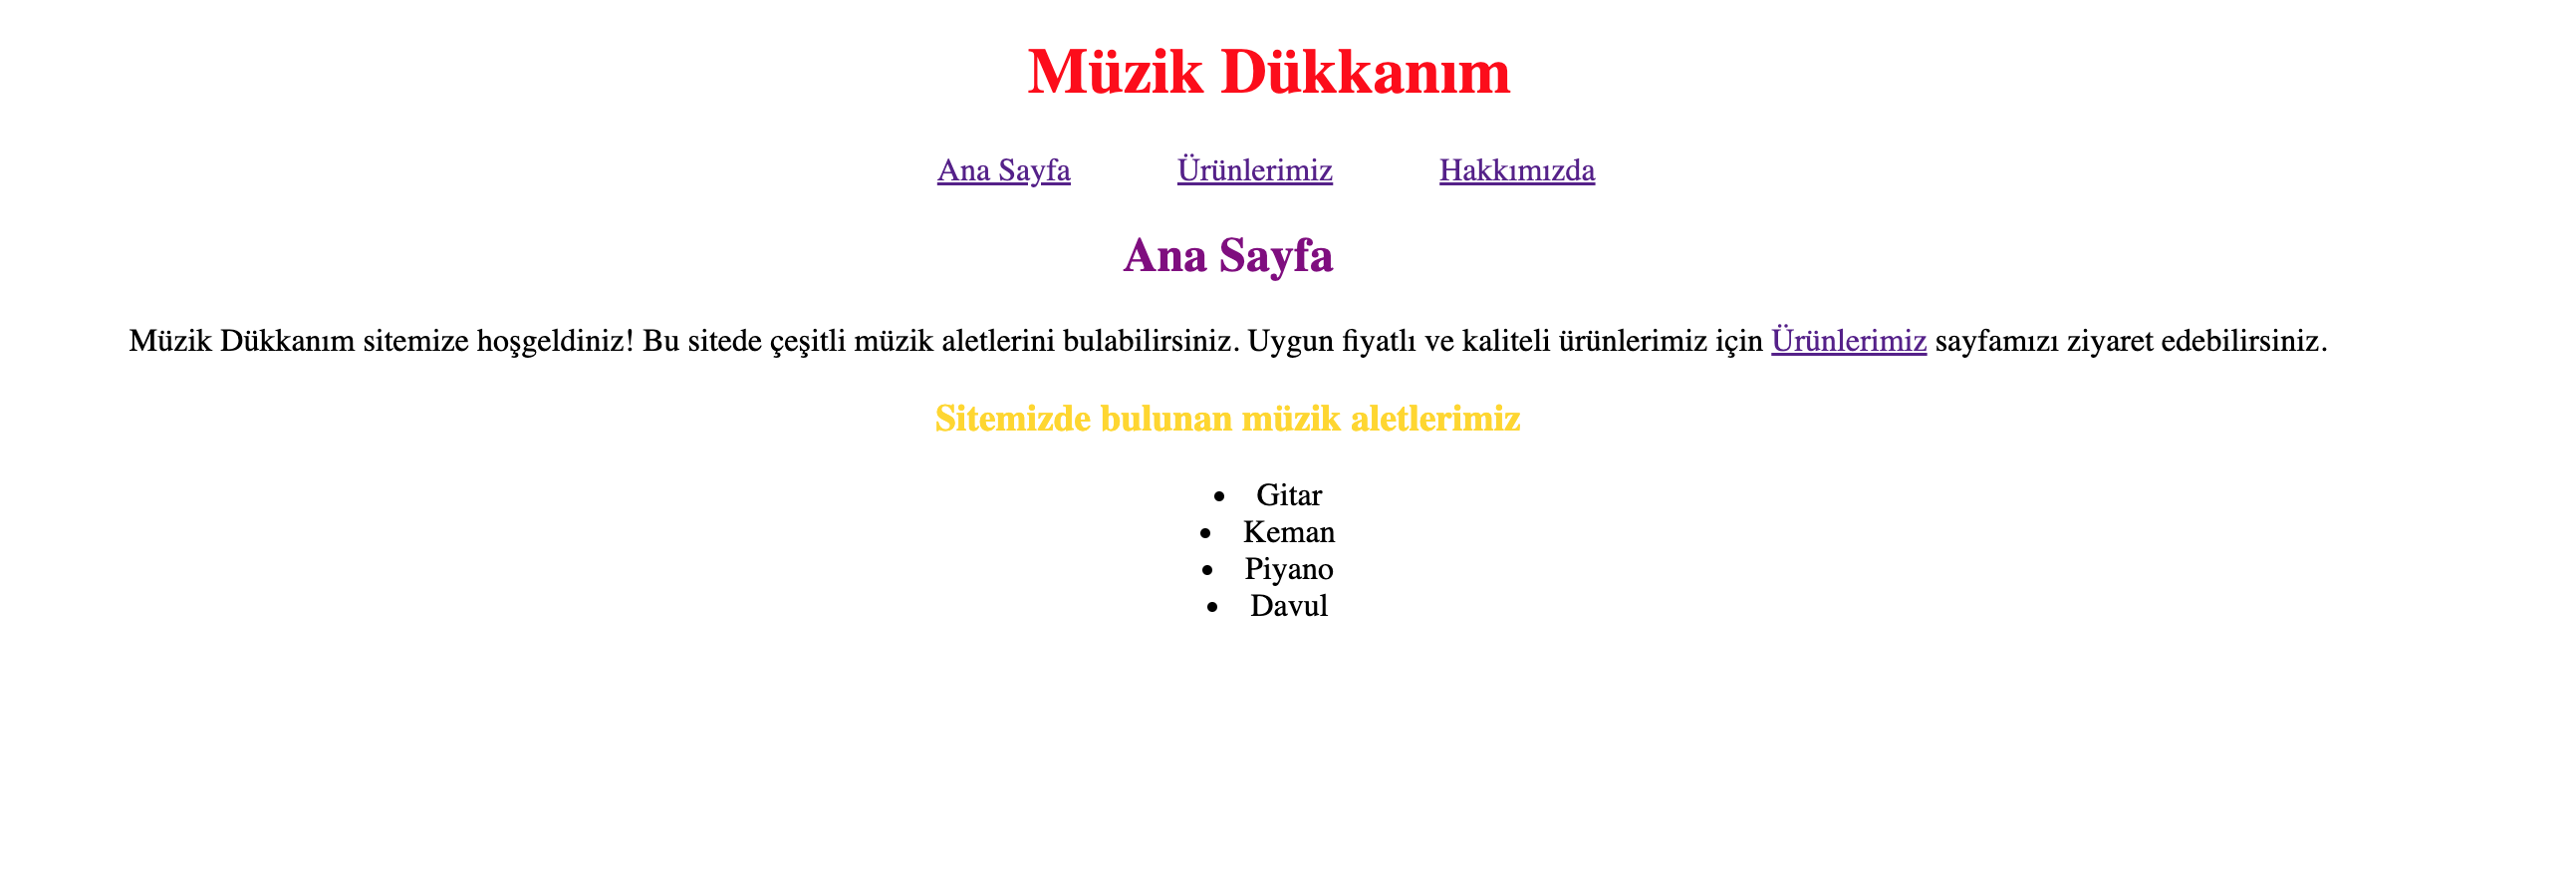 Müzik Dükkanım
Ana Sayfa Ürünlerimiz Hakkımızda
Ana Sayfa
Müzik Dükkanım sitemize hoşgeldiniz! Bu sitede çeşitli müzik aletlerini bulabilirsiniz. Uygun fiyatlı ve kaliteli ürünlerimiz için Ürünlerimiz sayfamızı ziyaret edebilirsiniz.
Sitemizde bulunan müzik aletlerimiz
• Gitar
• Keman
• Piyano
• Davul